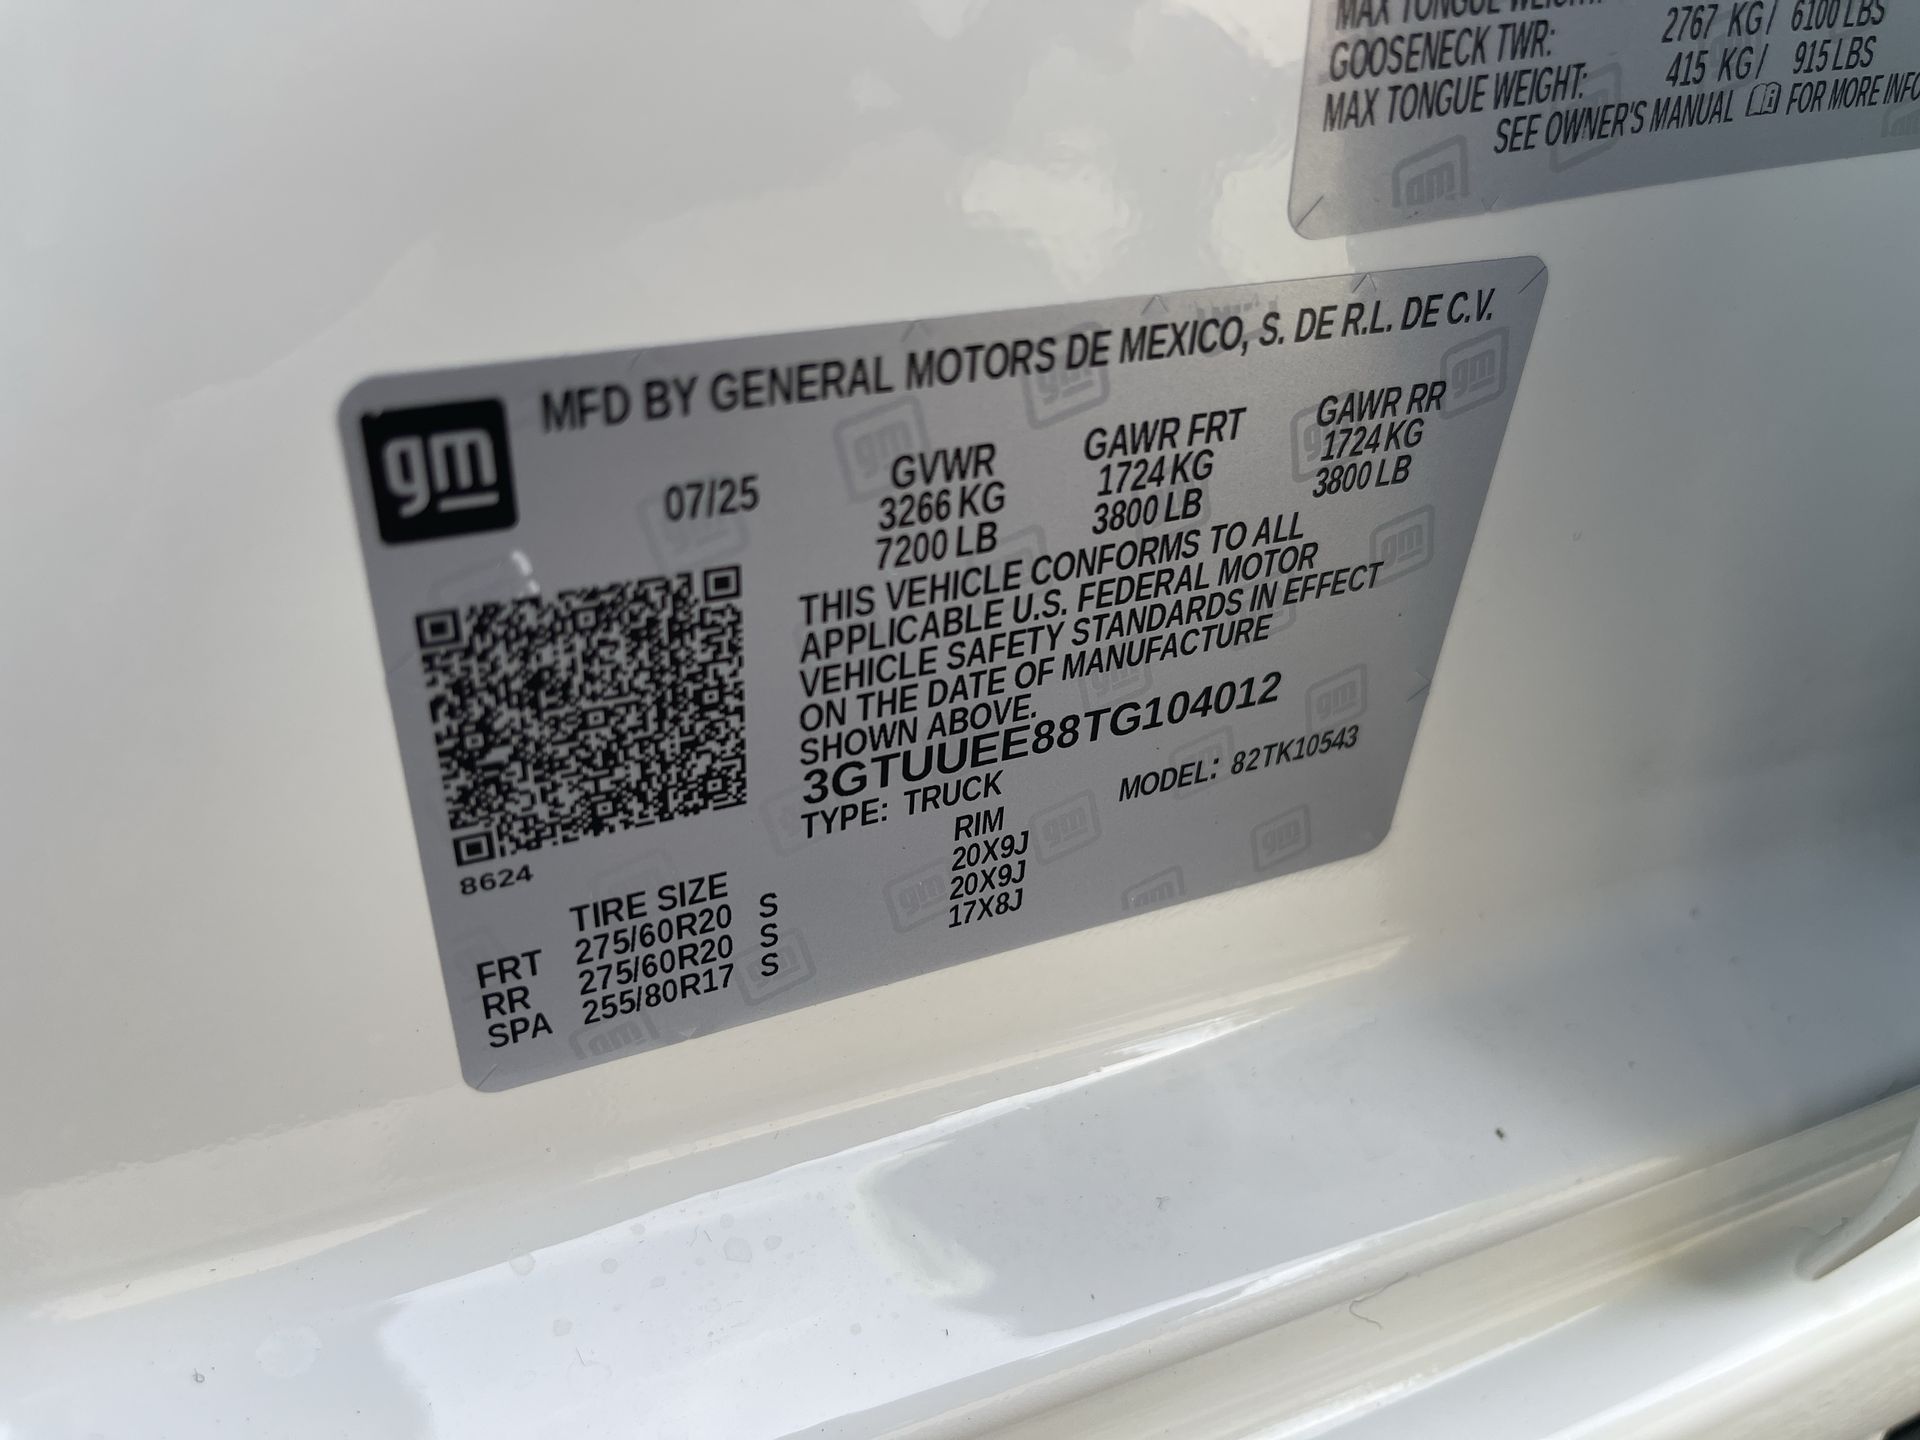 MAX TONGUE WEIGHT:
GOOSENECK TWR: 2767 KG/ 6100 LBS
MAX TONGUE WEIGHT: 415 KG/ 915 LBS
SEE OWNER'S MANUAL FOR MORE INFO
gm
MFD BY GENERAL MOTORS DE MEXICO, S. DE R.L. DE C.V.
07/25 GVWR GAWR FRT GAWR RR
3266 KG 1724 KG 1724 KG
7200 LB 3800 LB 3800 LB
THIS VEHICLE CONFORMS TO ALL
APPLICABLE U.S. FEDERAL MOTOR
VEHICLE SAFETY STANDARDS IN EFFECT
ON THE DATE OF MANUFACTURE
SHOWN ABOVE.
3GTUUEE88TG104012
TYPE: TRUCK MODEL: 82TK10543
8624
TIRE SIZE RIM
FRT 275/60R20 S 20X9J
RR 275/60R20 S 20X9J
SPA 255/80R17 S 17X8J